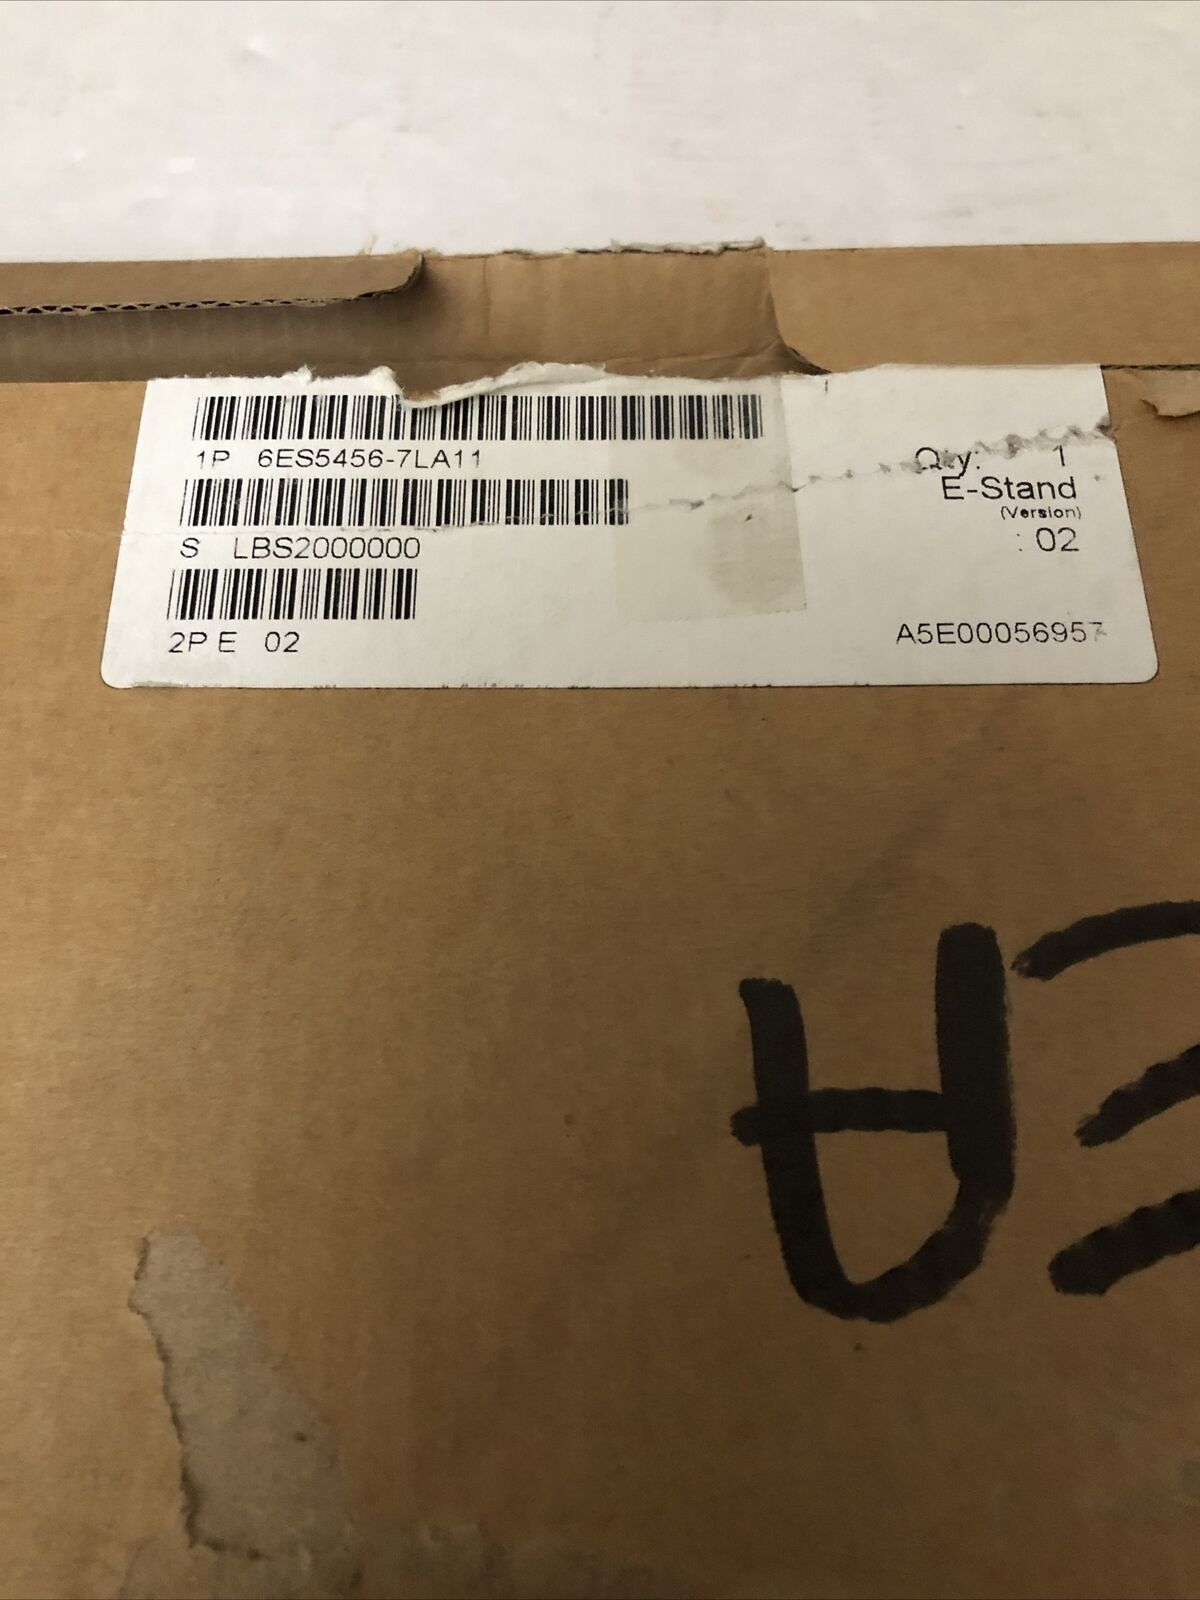 1P 6ES5456-7LA11
S LBS2000000
2P E 02
Qty: 1
E-Stand
(Version)
: 02
A5E00056957